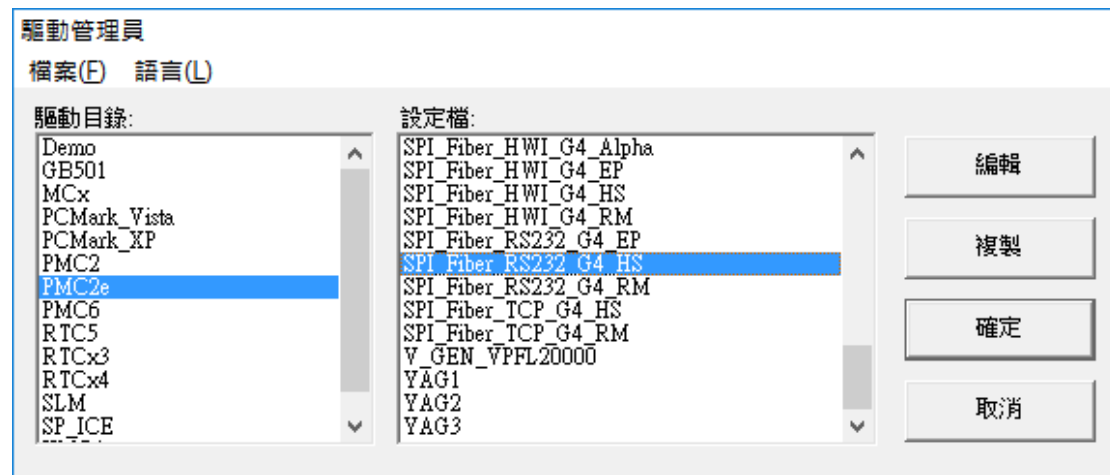 驅動管理員
檔案(F) 語言(L)
驅動目錄:
Demo
GB501
MCx
PCMark_Vista
PCMark_XP
PMC2
PMC2e
PMC6
RTC5
RTCx3
RTCx4
SLM
SP_ICE
設定檔:
SPI_Fiber_HWI_G4_Alpha
SPI_Fiber_HWI_G4_EP
SPI_Fiber_HWI_G4_HS
SPI_Fiber_HWI_G4_RM
SPI_Fiber_RS232_G4_EP
SPI_Fiber_RS232_G4_HS
SPI_Fiber_RS232_G4_RM
SPI_Fiber_TCP_G4_HS
SPI_Fiber_TCP_G4_RM
V_GEN_VPFL20000
YAG1
YAG2
YAG3
編輯
複製
確定
取消